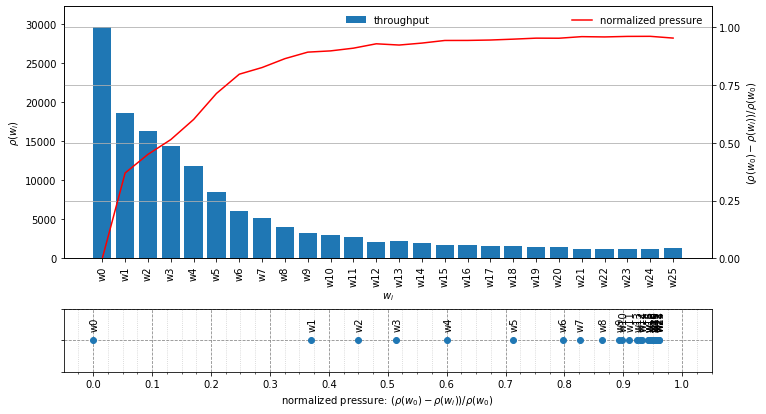 throughput
normalized pressure
30000
25000
20000
15000
10000
5000
0
ρ(wᵢ)
1.00
0.75
0.50
0.25
0.00
(ρ(w₀) − ρ(wᵢ))/ρ(w₀)
w0 w1 w2 w3 w4 w5 w6 w7 w8 w9 w10 w11 w12 w13 w14 w15 w16 w17 w18 w19 w20 w21 w22 w23 w24 w25
wᵢ
w0 w1 w2 w3 w4 w5 w6 w7 w8 w9 w10 w11
0.0 0.1 0.2 0.3 0.4 0.5 0.6 0.7 0.8 0.9 1.0
normalized pressure: (ρ(w₀) − ρ(wᵢ))/ρ(w₀)